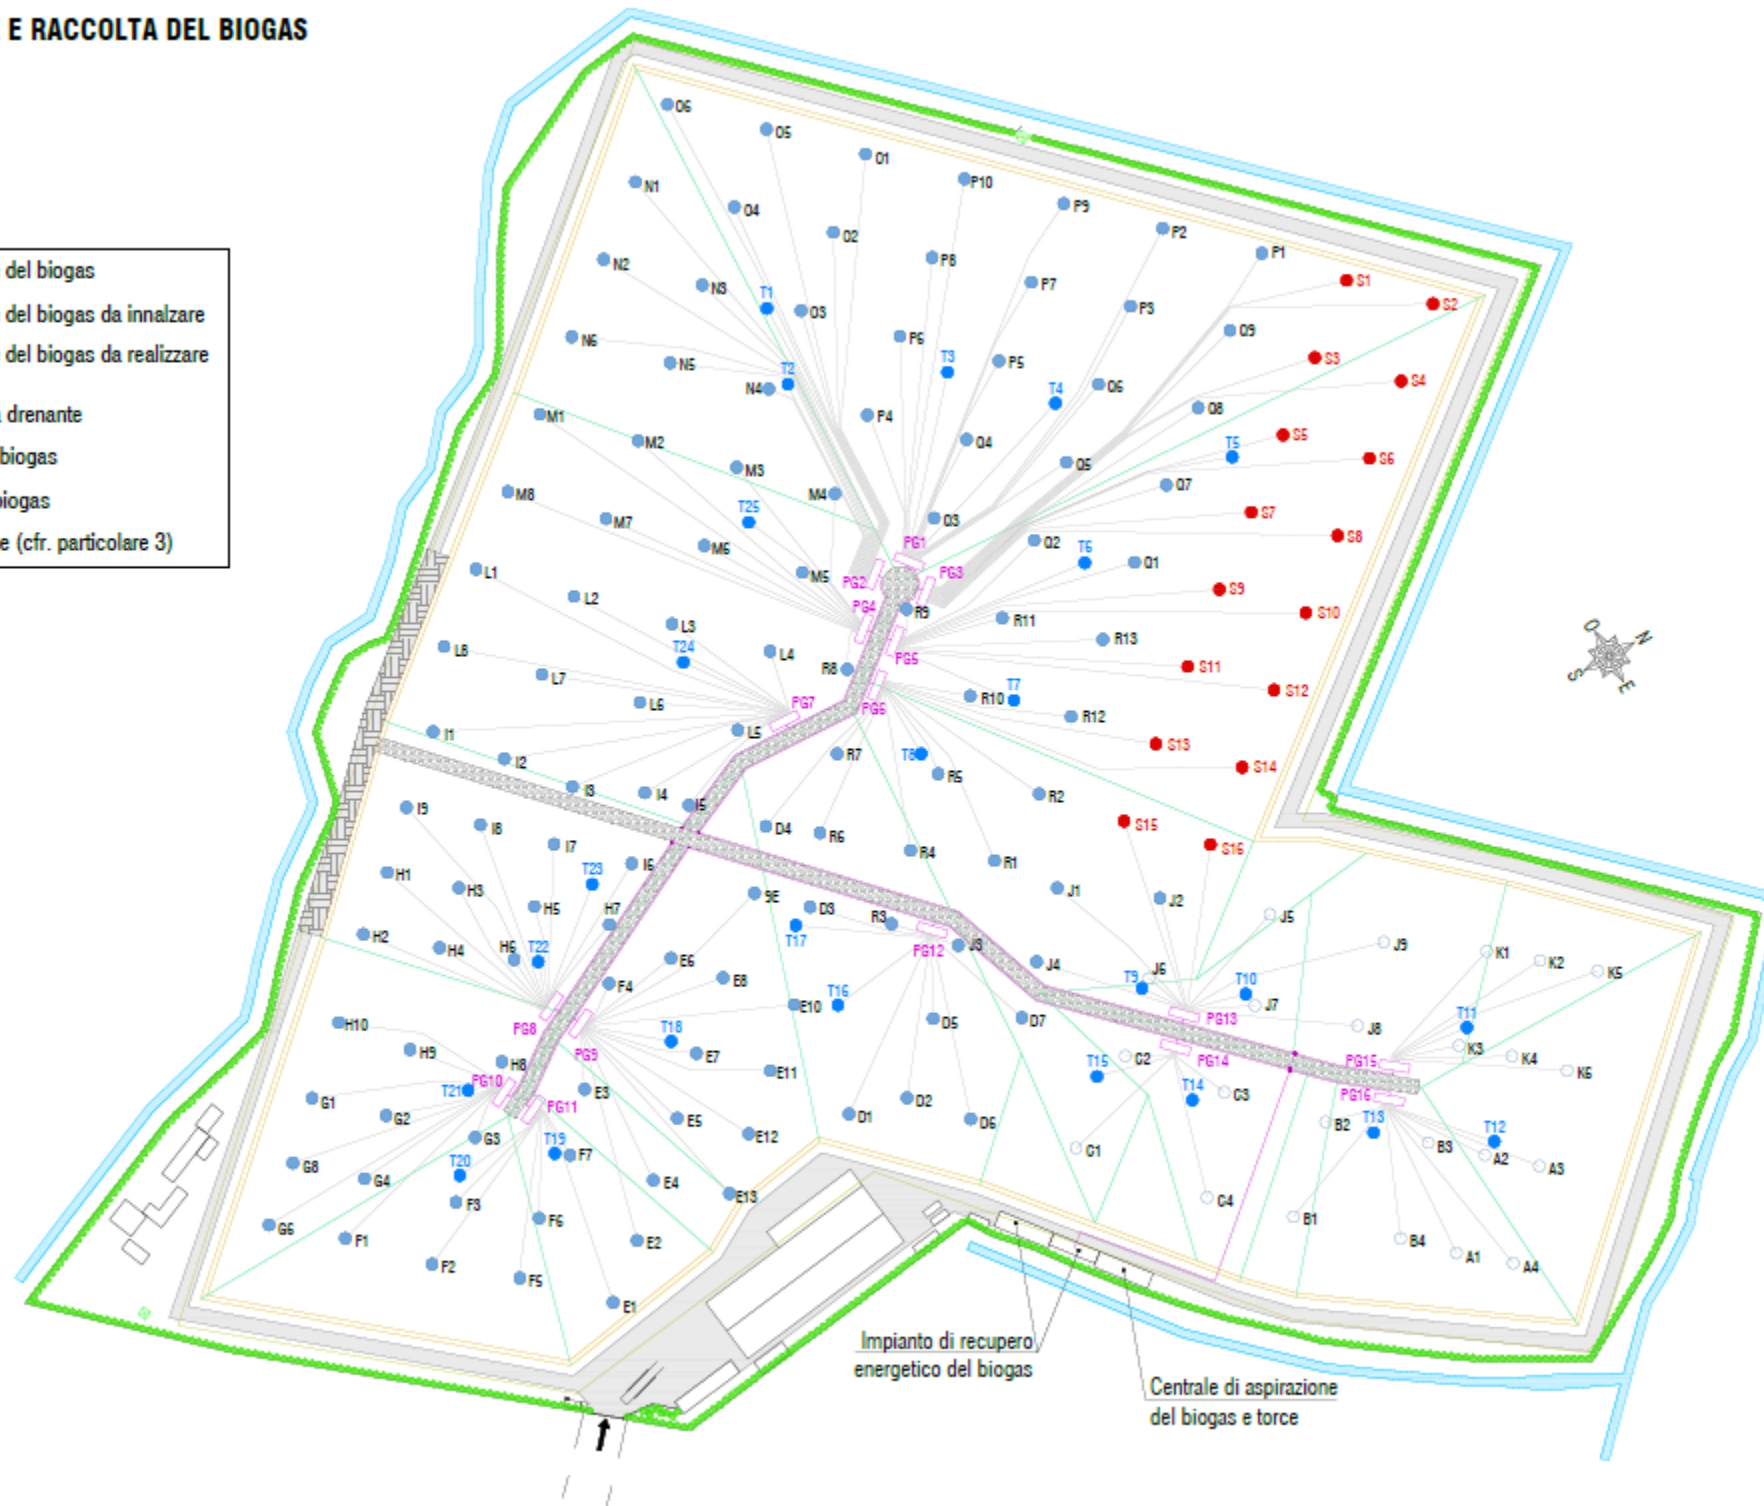 E RACCOLTA DEL BIOGAS
del biogas
del biogas da innalzare
del biogas da realizzare
drenante
biogas
biogas
e (cfr. particolare 3)
O6
O5
O1
P10
P9
P2
P1
N1
O4
O2
P8
P7
P3
S1
S2
N2
N3
T1
O3
P6
T3
P5
Q9
S3
S4
N6
N5
T2
N4
P4
T4
Q6
Q8
M1
M2
M3
M4
Q4
Q5
T5
S5
S6
M8
M7
T25
M6
M5
Q3
Q7
S7
S8
PG1
PG2
PG3
PG4
Q2
T6
Q1
L1
L2
L3
L4
T24
R9
R11
R13
S9
S10
PG5
R8
L8
L7
L6
L5
PG7
PG6
R10
T7
R12
S11
S12
I1
I2
I3
I4
I5
R7
T8
R5
R2
S13
S14
I9
I8
I7
I6
D4
R6
R4
R1
S15
S16
H1
H3
H5
H7
T23
9E
D3
R3
J1
J2
J5
H2
H4
H6
T22
E6
T17
PG12
J3
J4
J6
J9
K1
K2
K5
F4
E8
E10
T16
T9
T10
J7
J8
T11
H10
H9
H8
PG8
PG9
T18
E7
E11
D5
D7
PG13
PG14
PG15
PG16
K3
K4
K6
G1
G2
G3
T21
PG10
PG11
E3
E5
E12
D1
D2
D6
T15
C2
T14
C3
B2
T13
B3
T12
A2
A3
G8
G4
T20
T19
F7
E4
E13
C1
C4
G6
F1
F3
F6
E2
F2
F5
E1
B1
B4
A1
A4
O
N
S
E
Impianto di recupero
energetico del biogas
Centrale di aspirazione
del biogas e torce